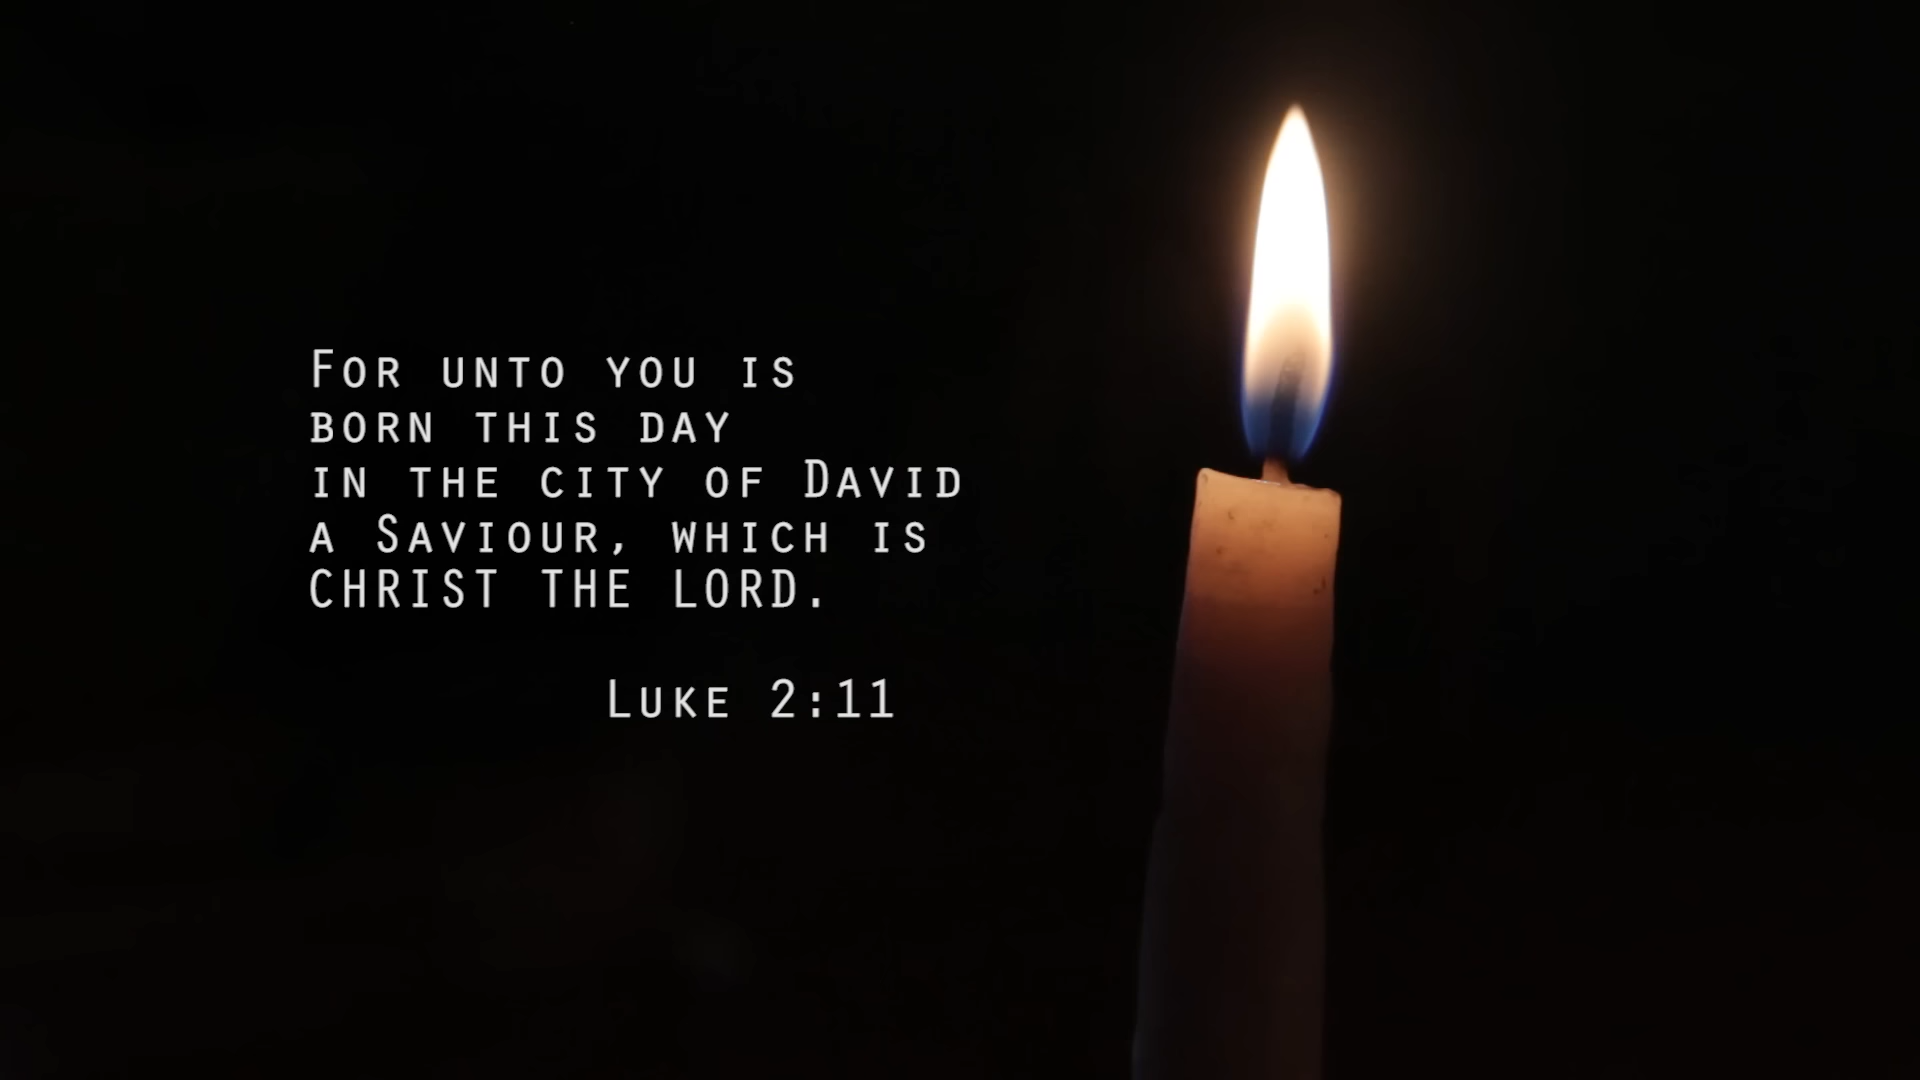 For unto you is
born this day
in the city of David
a Saviour, which is
CHRIST THE LORD.
Luke 2:11